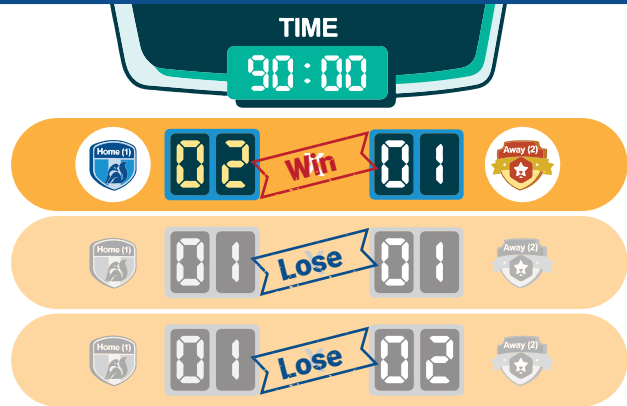 TIME
90:00
Home (1) 02 Win 01 Away (2)
Home (1) 01 Lose 01 Away (2)
Home (1) 01 Lose 02 Away (2)